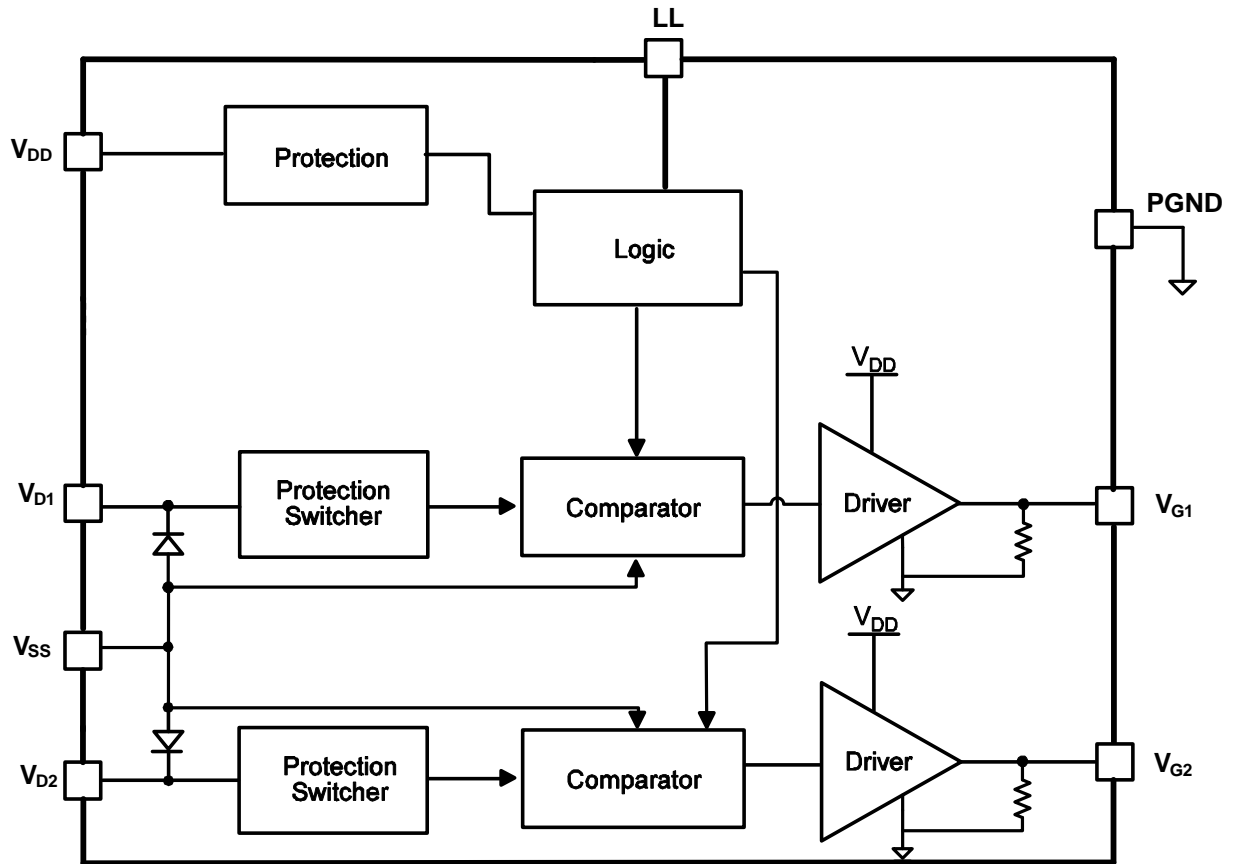 LL
VDD
Protection
PGND
Logic
VDD
VD1
Protection
Switcher
Comparator
Driver
VG1
VSS
VDD
VD2
Protection
Switcher
Comparator
Driver
VG2